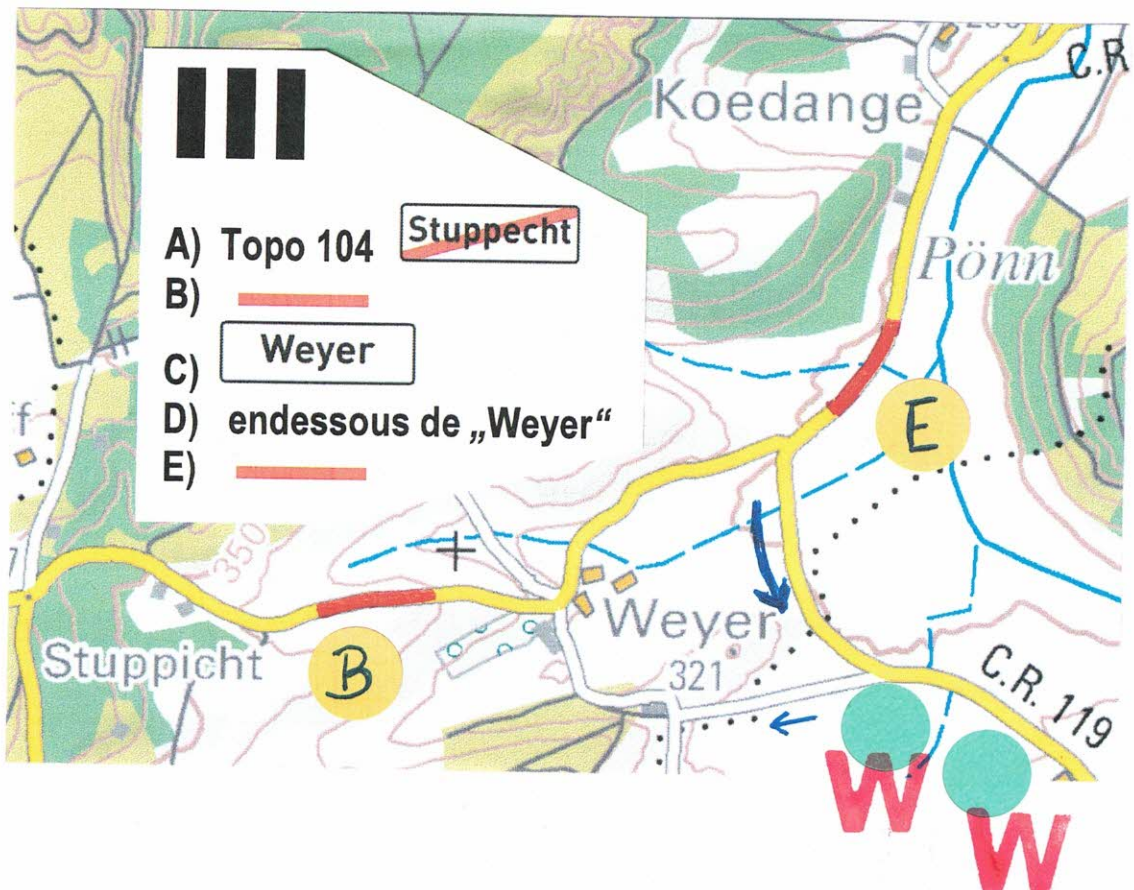 C.R
Koedange
III
A) Topo 104 Stuppecht
B)
Pönn
C) Weyer
D) endessous de „Weyer“
E)
E
350
Weyer
Stuppicht
B
321
C.R. 119
W
W